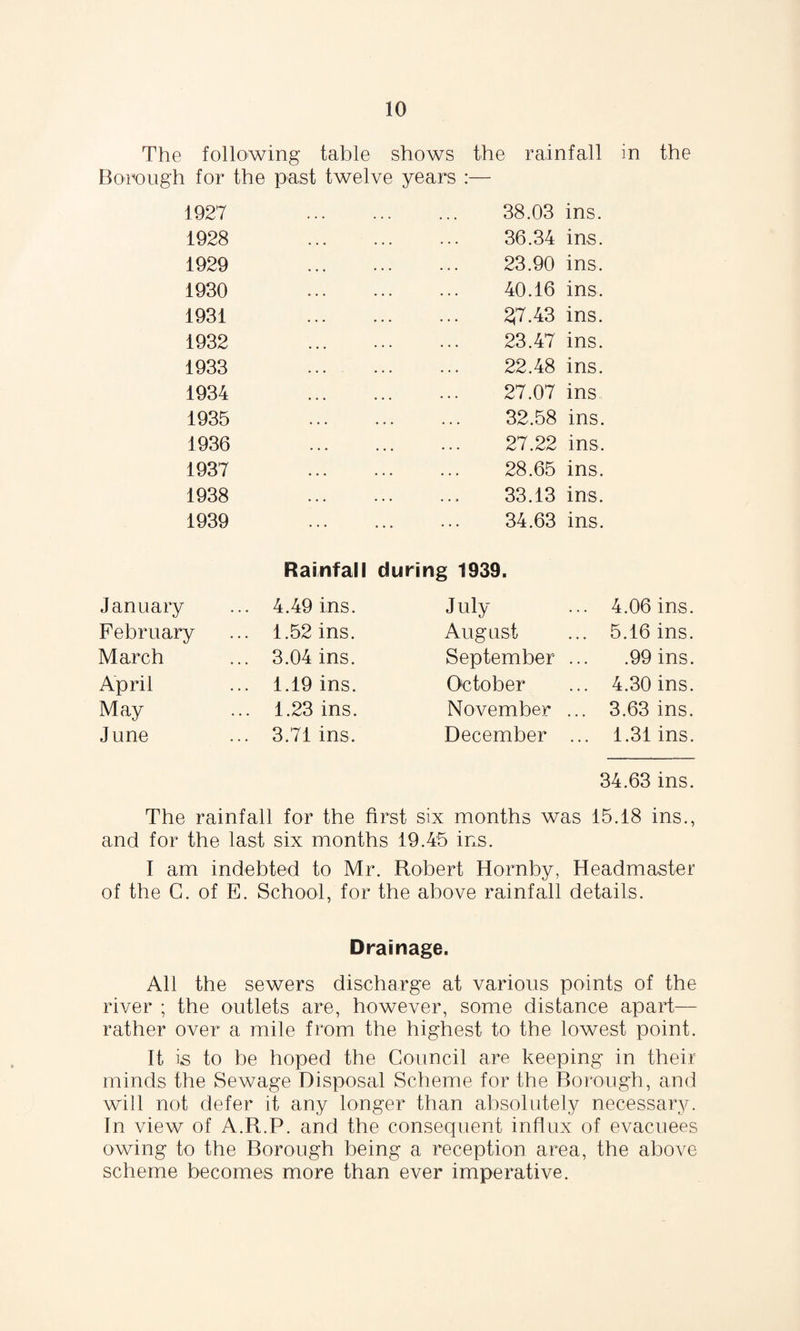 10
The following table shows the rainfall in the
Borough for the past twelve years :—
1927 ... ... ... 38.03 ins.
1928 ... ... ... 36.34 ins.
1929 ... ... ... 23.90 ins.
1930 ... ... ... 40.16 ins.
1931 ... ... ... 27.43 ins.
1932 ... ... ... 23.47 ins.
1933 ... ... ... 22.48 ins.
1934 ... ... ... 27.07 ins
1935 ... ... ... 32.58 ins.
1936 ... ... ... 27.22 ins.
1937 ... ... ... 28.65 ins.
1938 ... ... ... 33.13 ins.
1939 ... ... ... 34.63 ins.
Rainfall during 1939.
January ... 4.49 ins. July ... 4.06 ins.
February ... 1.52 ins. August ... 5.16 ins.
March ... 3.04 ins. September ... .99 ins.
April ... 1.19 ins. October ... 4.30 ins.
May ... 1.23 ins. November ... 3.63 ins.
June ... 3.71 ins. December ... 1.31 ins.
34.63 ins.
The rainfall for the first six months was 15.18 ins.,
and for the last six months 19.45 ins.
I am indebted to Mr. Robert Hornby, Headmaster
of the C. of E. School, for the above rainfall details.
Drainage.
All the sewers discharge at various points of the
river ; the outlets are, however, some distance apart—
rather over a mile from the highest to the lowest point.
It is to be hoped the Council are keeping in their
minds the Sewage Disposal Scheme for the Borough, and
will not defer it any longer than absolutely necessary.
In view of A.R.P. and the consequent influx of evacuees
owing to the Borough being a reception area, the above
scheme becomes more than ever imperative.